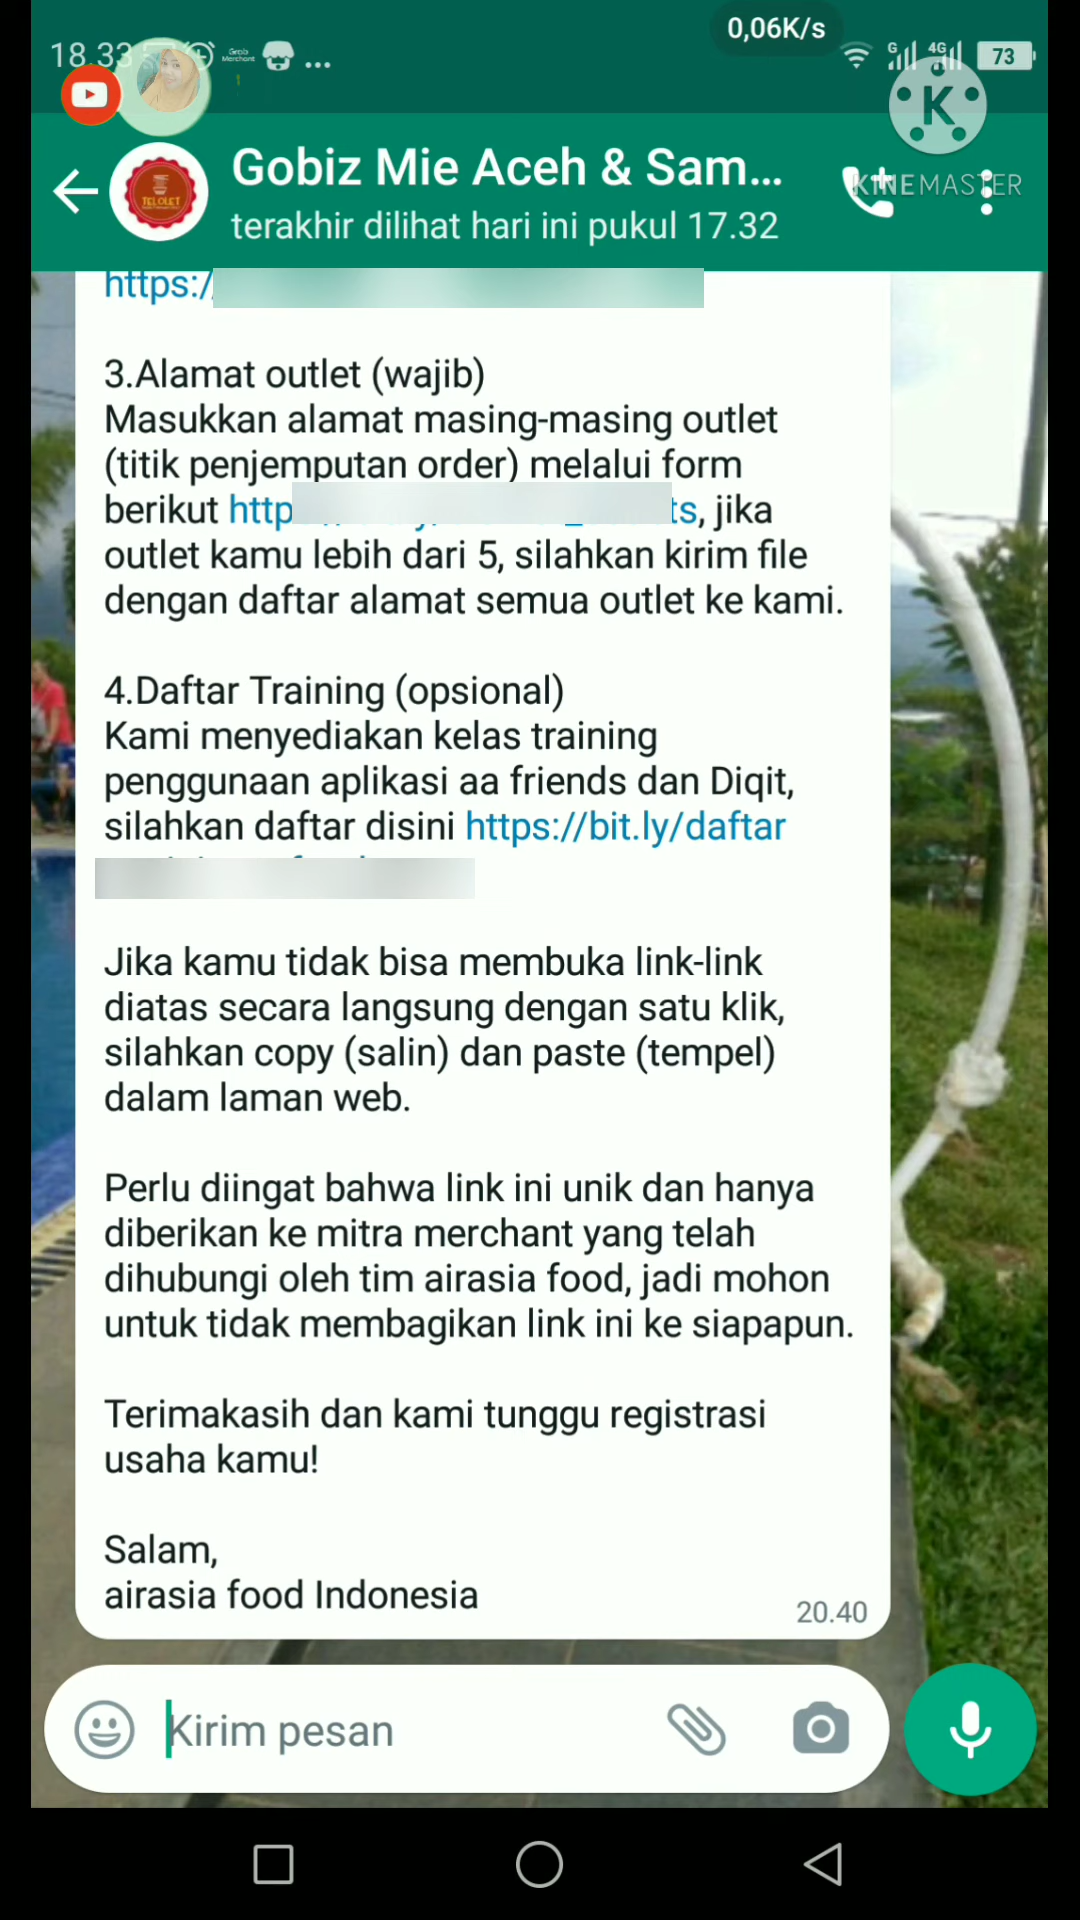 0,06K/s
18.33
Grab
Merchant
...
G
4G
73
K
KINEMASTER
TELOLET
Gobiz Mie Aceh & Sam...
terakhir dilihat hari ini pukul 17.32
https:/
3.Alamat outlet (wajib)
Masukkan alamat masing-masing outlet
(titik penjemputan order) melalui form
berikut http ts, jika
outlet kamu lebih dari 5, silahkan kirim file
dengan daftar alamat semua outlet ke kami.
4.Daftar Training (opsional)
Kami menyediakan kelas training
penggunaan aplikasi aa friends dan Diqit,
silahkan daftar disini https://bit.ly/daftar
Jika kamu tidak bisa membuka link-link
diatas secara langsung dengan satu klik,
silahkan copy (salin) dan paste (tempel)
dalam laman web.
Perlu diingat bahwa link ini unik dan hanya
diberikan ke mitra merchant yang telah
dihubungi oleh tim airasia food, jadi mohon
untuk tidak membagikan link ini ke siapapun.
Terimakasih dan kami tunggu registrasi
usaha kamu!
Salam,
airasia food Indonesia
20.40
Kirim pesan